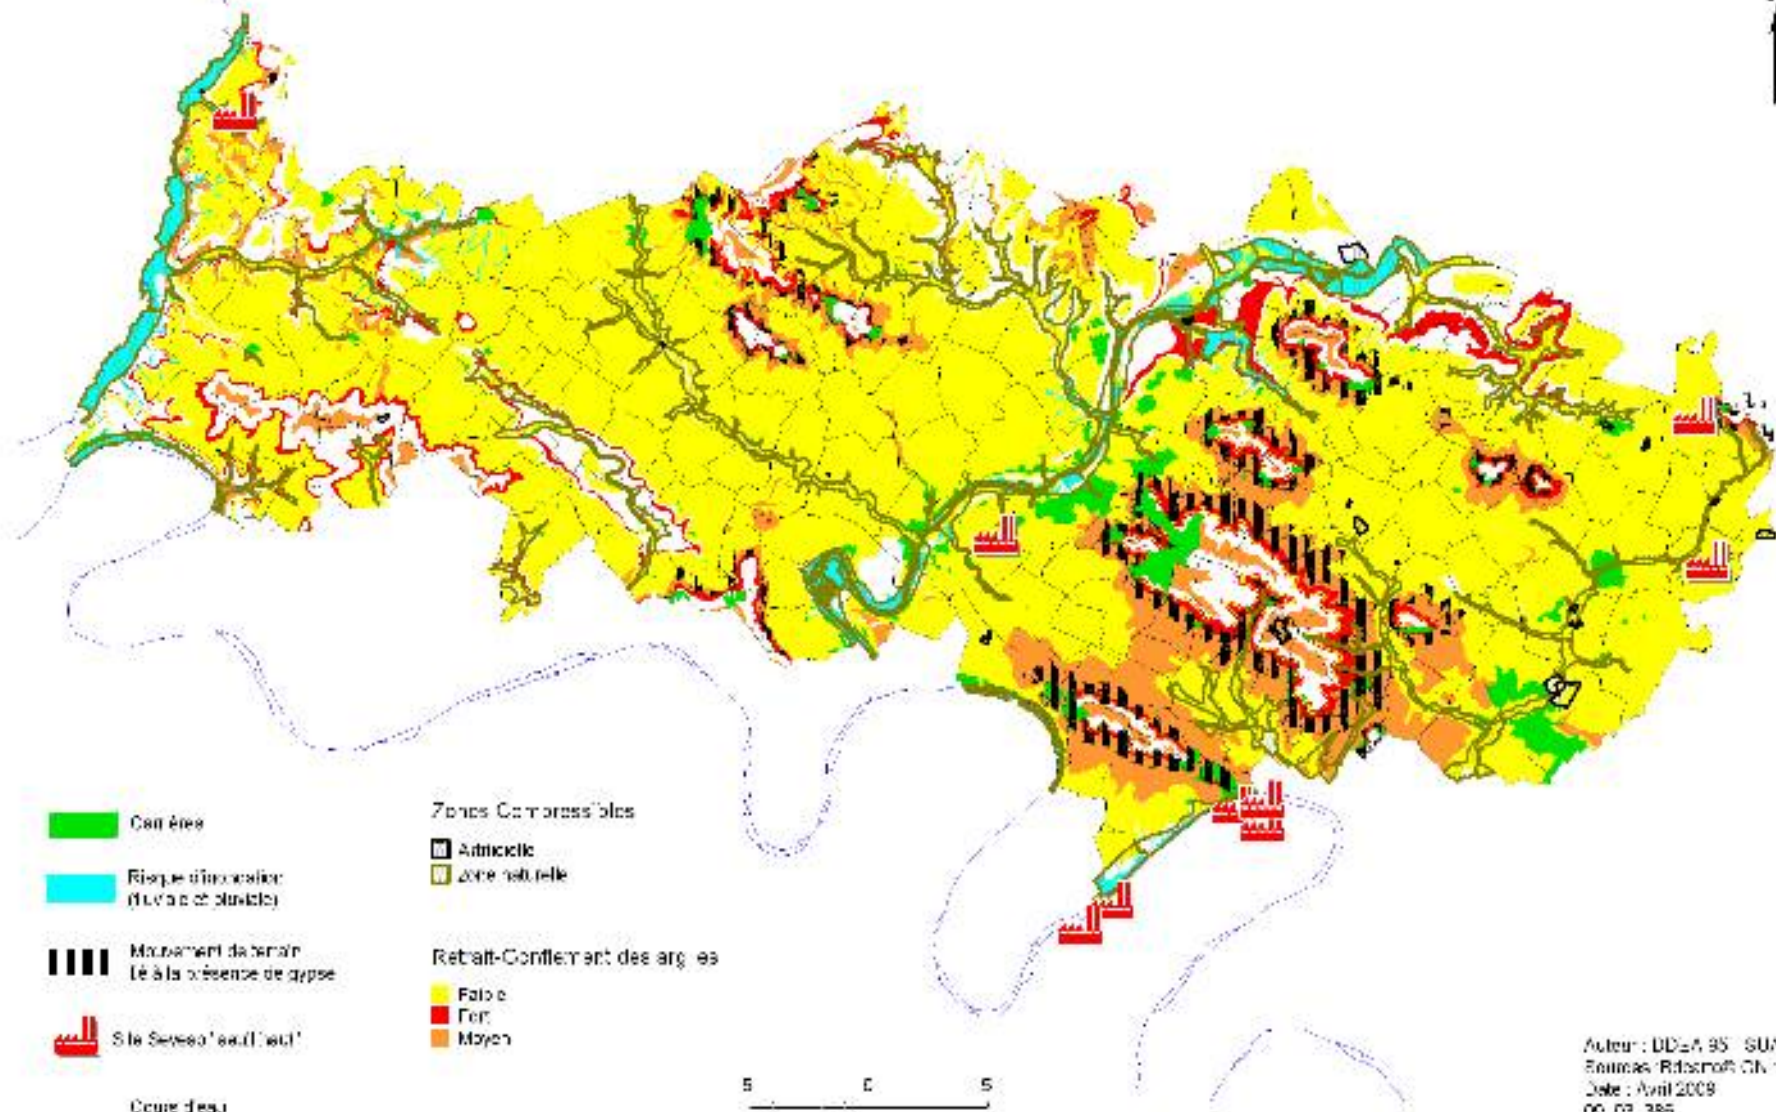 Carrières
Risque d'inondation
(fluviale et pluviale)
Mouvement de terrain
lié à la présence de gypse
Site Seveso "seuil haut"
Cours d'eau
Zones Compressibles
Artificielle
Zone naturelle
Retrait-Gonflement des argiles
Faible
Fort
Moyen
5 0 5
Auteur : DDEA 95
Sources :
Date : Avril 2009